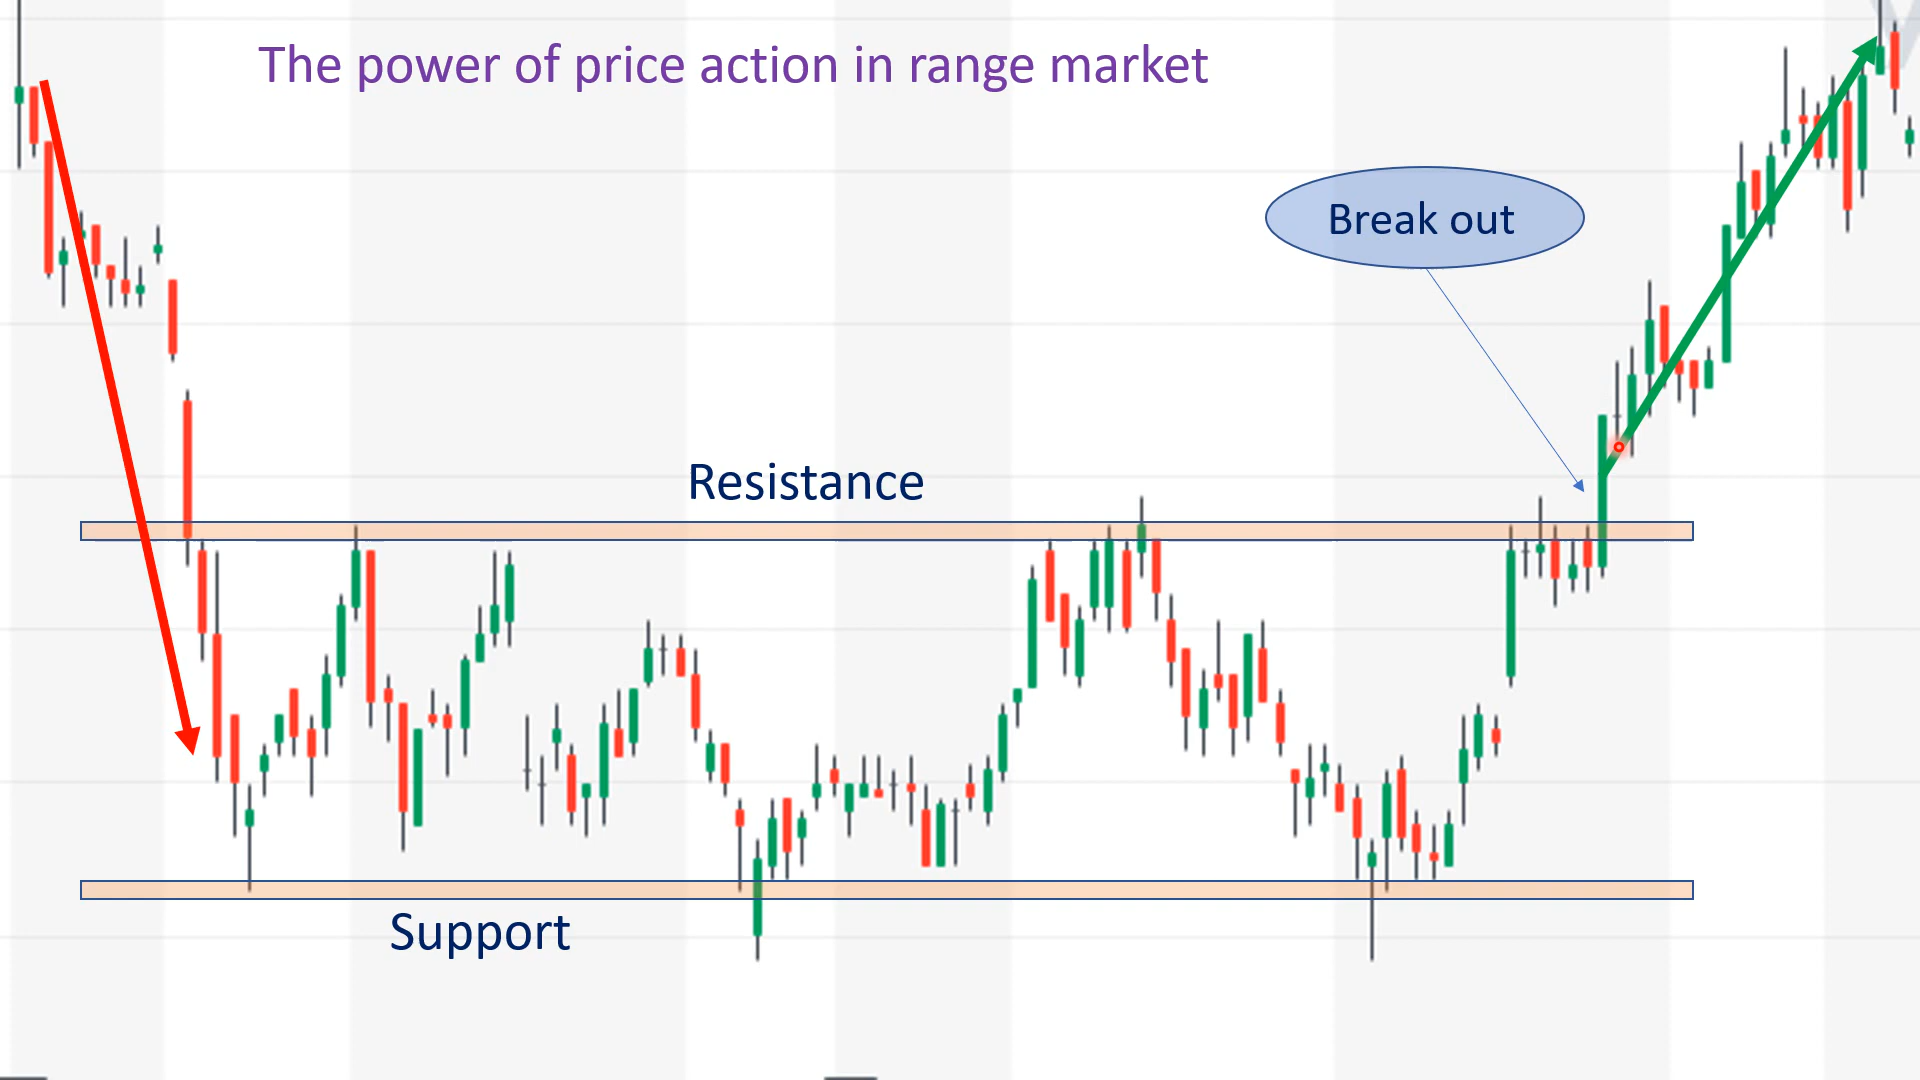 The power of price action in range market
Break out
Resistance
Support